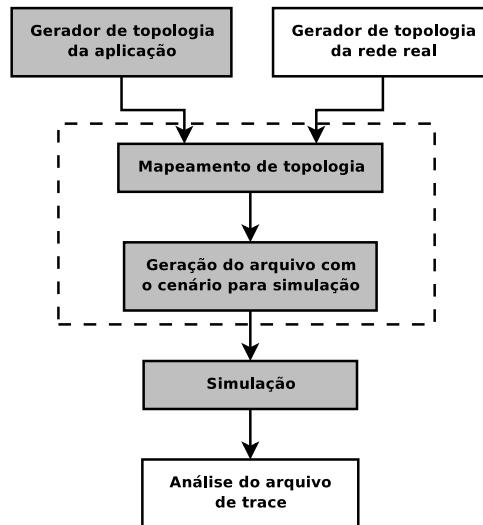 Gerador de topologia
da aplicação
Gerador de topologia
da rede real
Mapeamento de topologia
Geração do arquivo com
o cenário para simulação
Simulação
Análise do arquivo
de trace